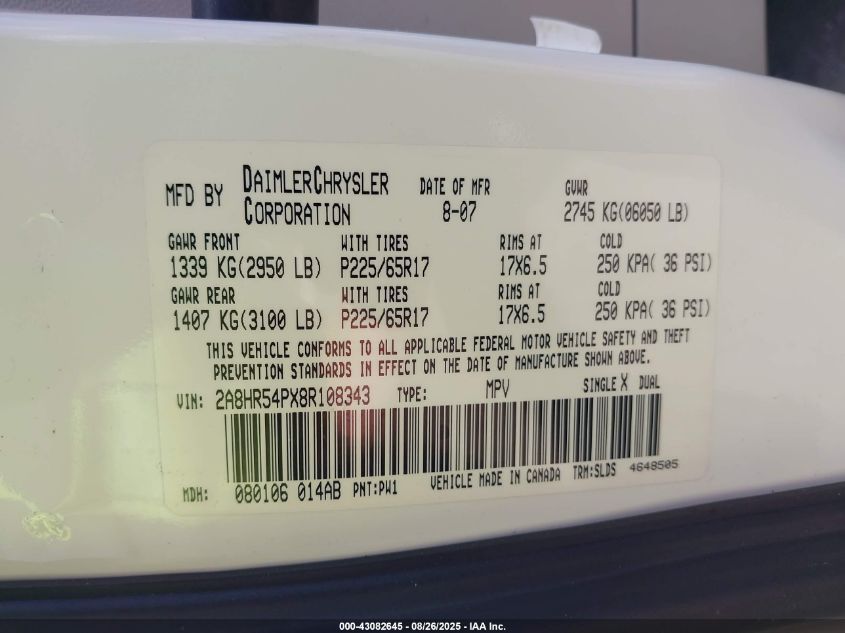 MFD BY DAIMLERCHRYSLER CORPORATION DATE OF MFR 8-07 GVWR 2745 KG(06050 LB)
GAWR FRONT WITH TIRES RIMS AT COLD
1339 KG(2950 LB) P225/65R17 17X6.5 250 KPA( 36 PSI)
GAWR REAR WITH TIRES RIMS AT COLD
1407 KG(3100 LB) P225/65R17 17X6.5 250 KPA( 36 PSI)
THIS VEHICLE CONFORMS TO ALL APPLICABLE FEDERAL MOTOR VEHICLE SAFETY AND THEFT
PREVENTION STANDARDS IN EFFECT ON THE DATE OF MANUFACTURE SHOWN ABOVE.
VIN: 2A8HR54PX8R108343 TYPE: MPV SINGLE X DUAL
MDH: 080106 014AB PNT:PW1 VEHICLE MADE IN CANADA TRM:SLDS 4648505
000-43082645 - 08/26/2025 - IAA Inc.